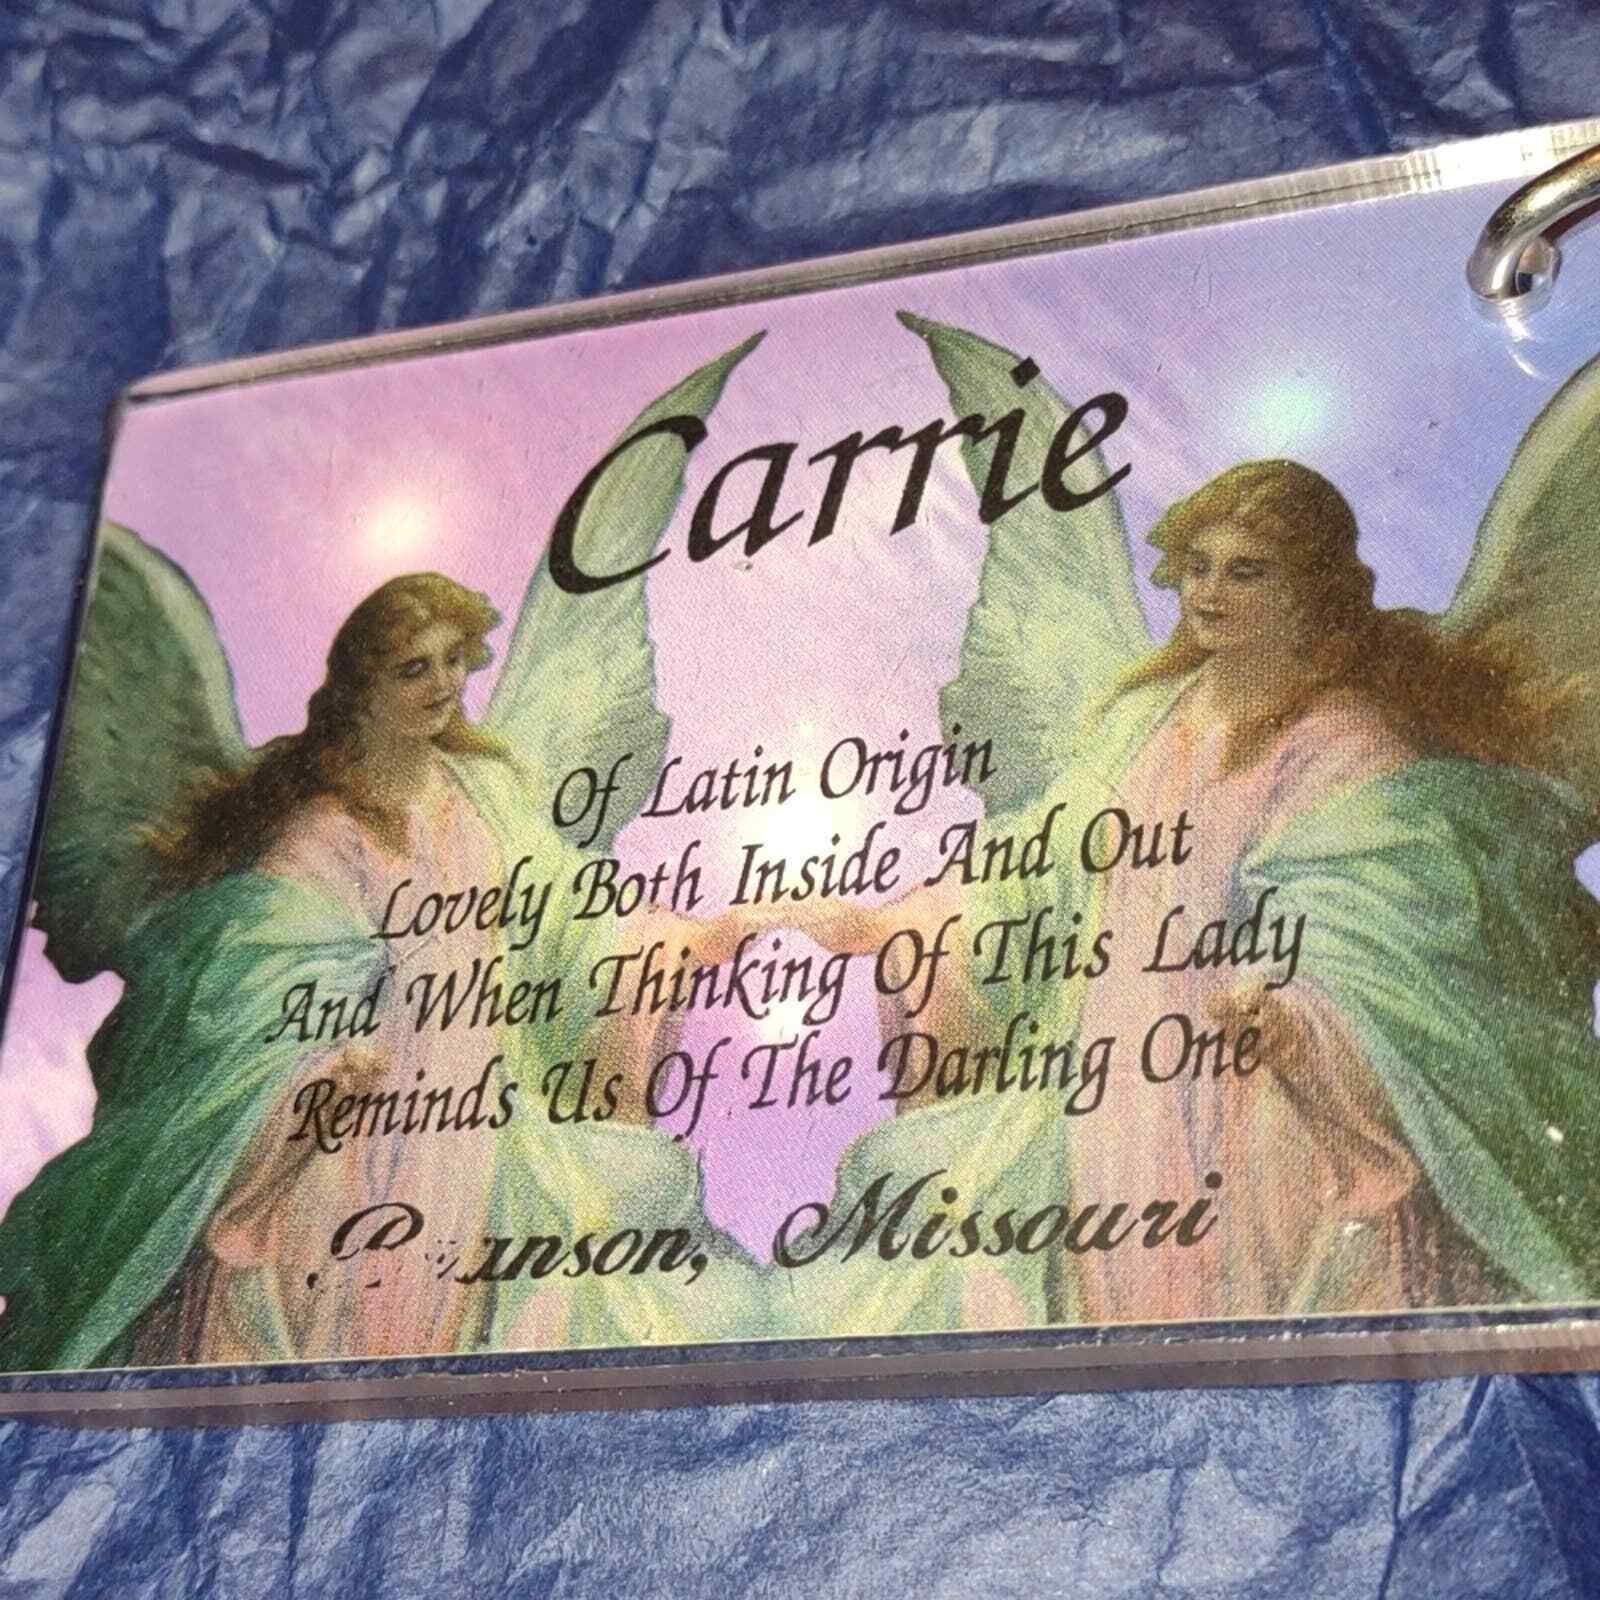 Carrie
Of Latin Origin
Lovely Both Inside And Out
And When Thinking Of This Lady
Reminds Us Of The Darling One
Branson, Missouri